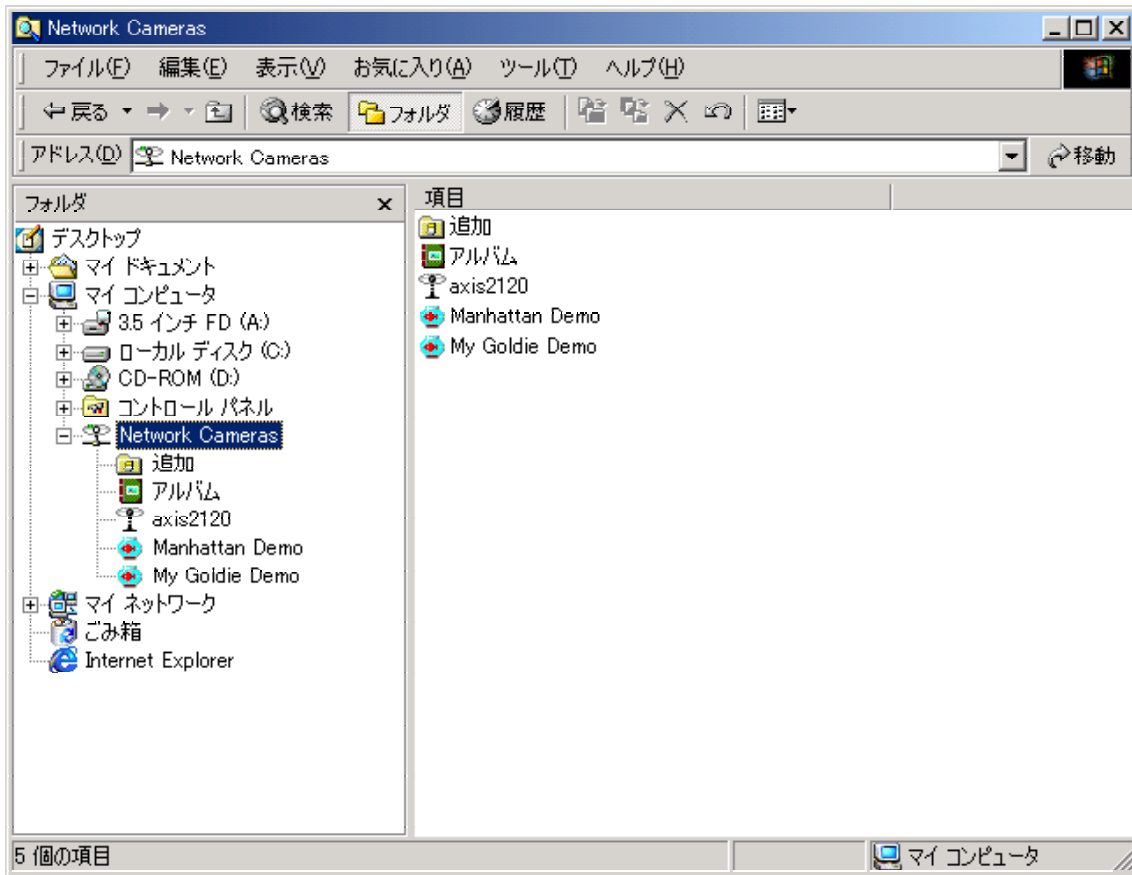 Network Cameras
ファイル(F) 編集(E) 表示(V) お気に入り(A) ツール(T) ヘルプ(H)
戻る 検索 フォルダ 履歴
アドレス(D) Network Cameras 移動
フォルダ
デスクトップ
マイ ドキュメント
マイ コンピュータ
3.5 インチ FD (A:)
ローカル ディスク (C:)
CD-ROM (D:)
コントロール パネル
Network Cameras
追加
アルバム
axis2120
Manhattan Demo
My Goldie Demo
マイ ネットワーク
ごみ箱
Internet Explorer
項目
追加
アルバム
axis2120
Manhattan Demo
My Goldie Demo
5 個の項目
マイ コンピュータ